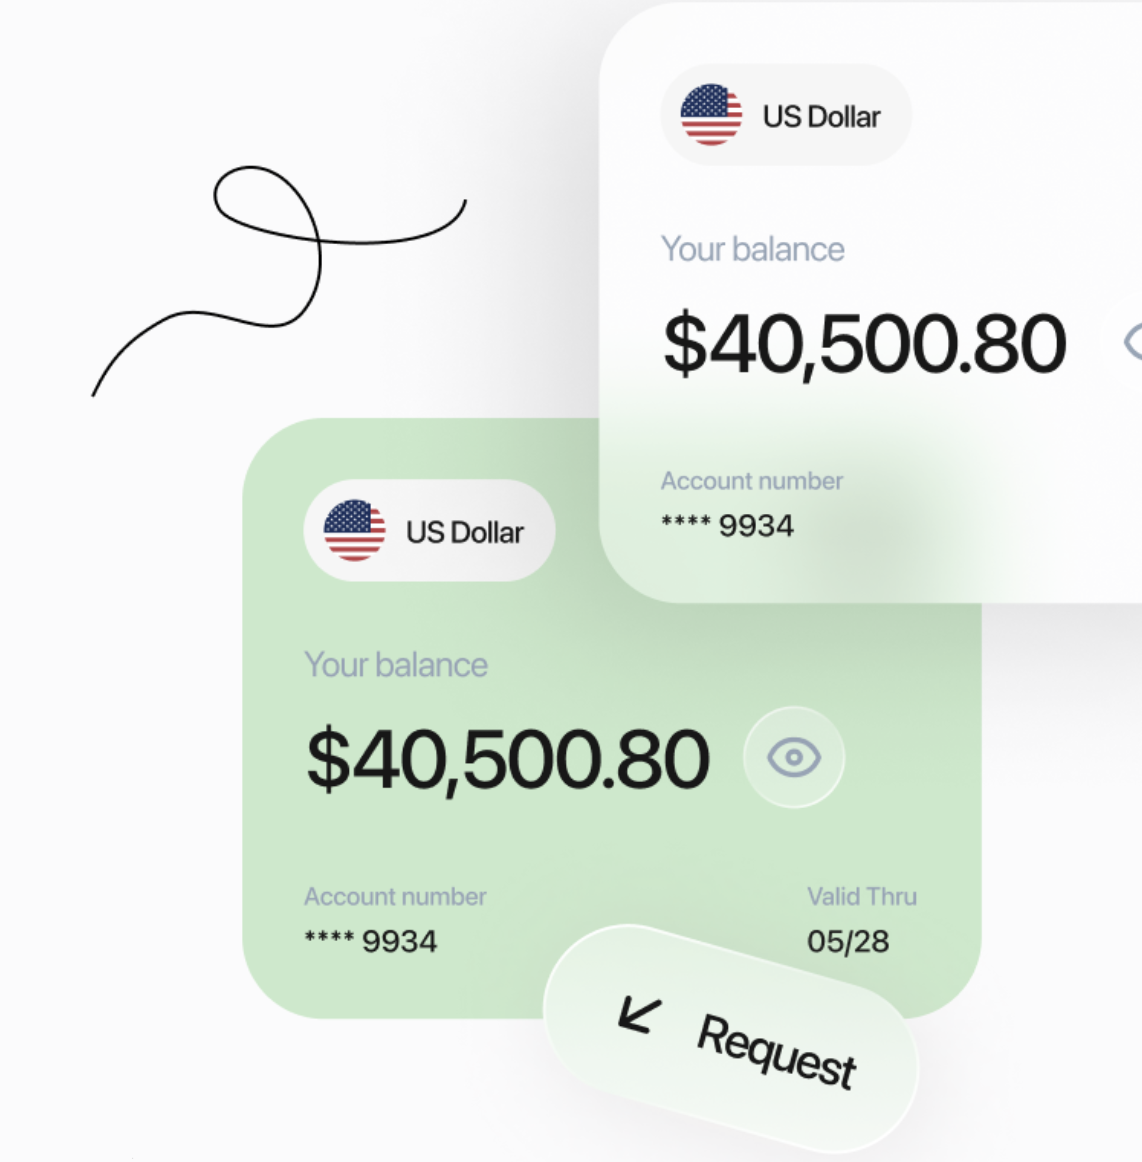 US Dollar
Your balance
$40,500.80
Account number
**** 9934
US Dollar
Your balance
$40,500.80
Account number
Valid Thru
**** 9934
05/28
Request